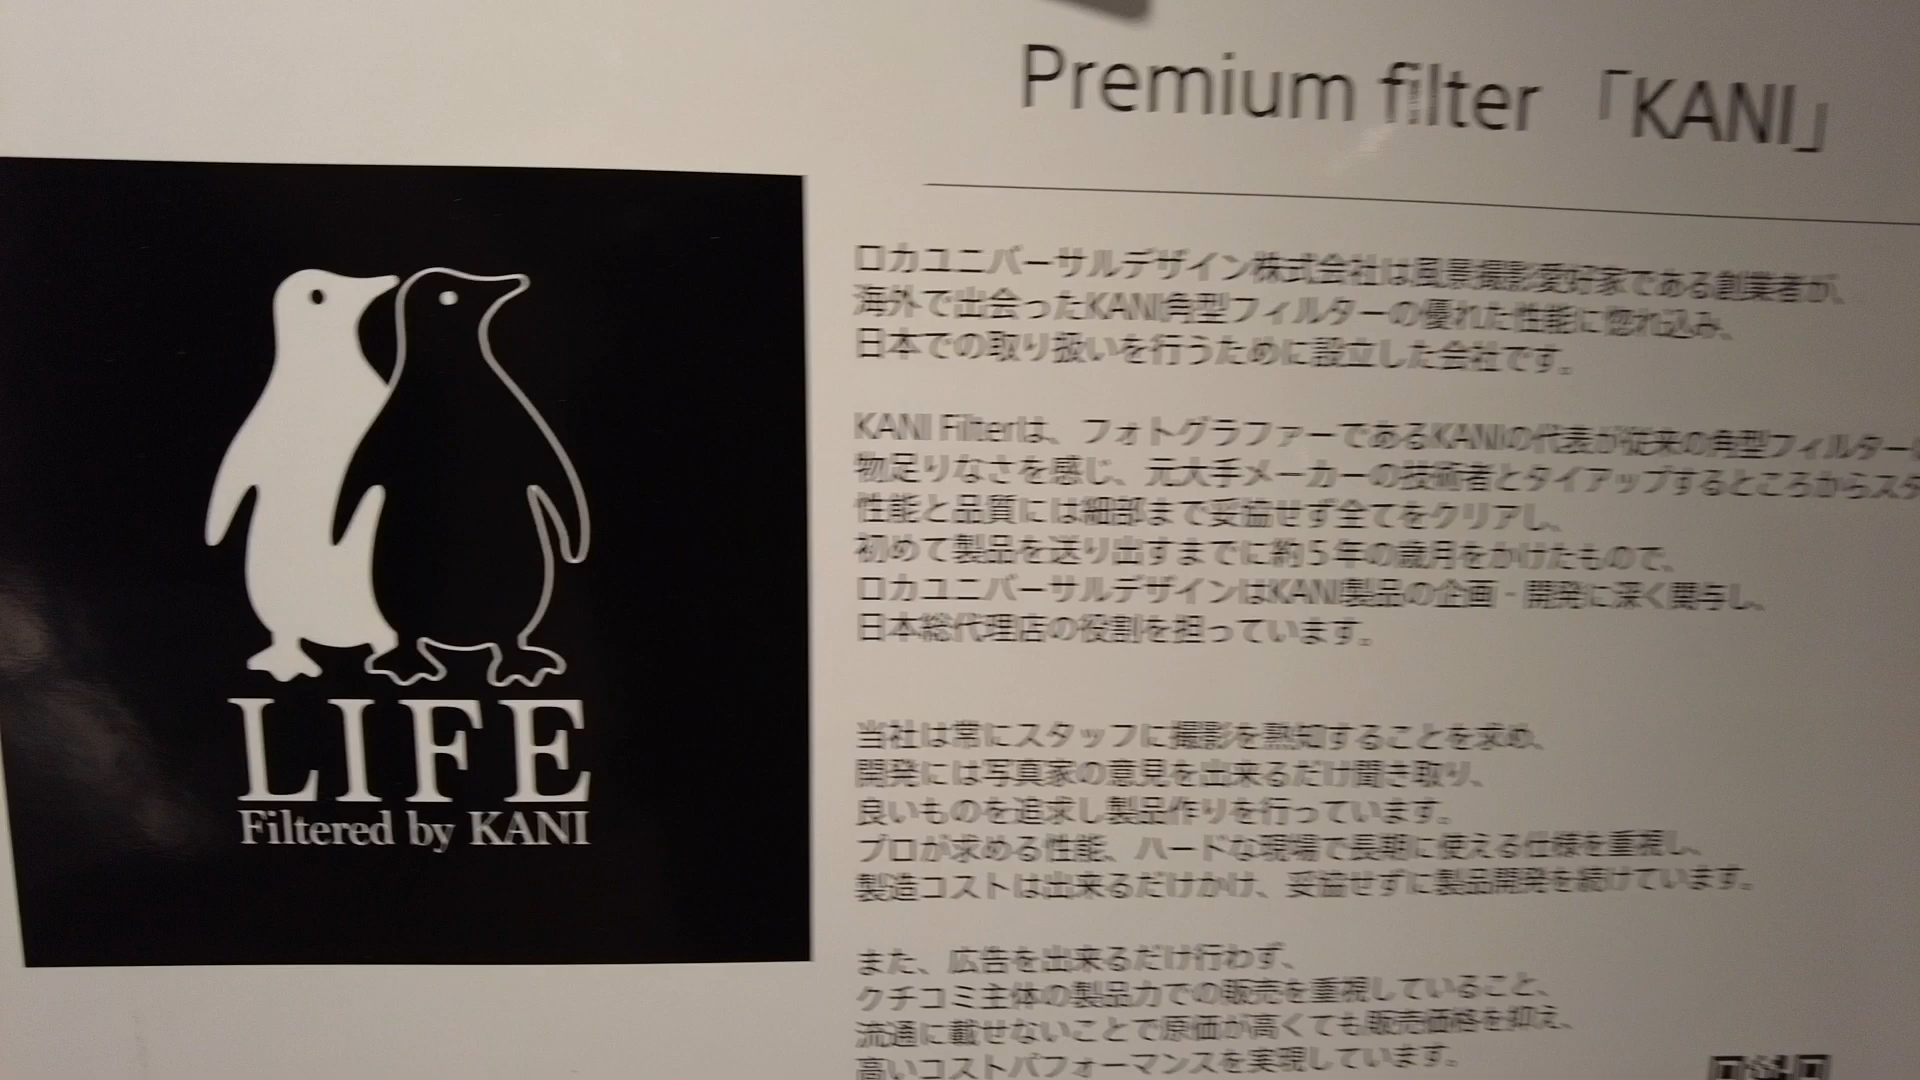 Premium filter 「KANI」
ロカユニバーサルデザイン株式会社は風景撮影愛好家である創業者が、
海外で出会ったKANI角型フィルターの優れた性能に惚れ込み、
日本での取り扱いを行うために設立した会社です。
KANI Filterは、フォトグラファーであるKANIの代表が従来の角型フィルター
物足りなさを感じ、元大手メーカーの技術者とタイアップするところからスタ
性能と品質には細部まで妥協せず全てをクリアし、
初めて製品を送り出すまでに約5年の歳月をかけたもので、
ロカユニバーサルデザインはKANI製品の企画・開発に深く関与し、
日本総代理店の役割を担っています。
当社は常にスタッフに撮影を熟知することを求め、
開発には写真家の意見を出来るだけ聞き取り、
良いものを追求し製品作りを行っています。
プロが求める性能、ハードな現場で長期に使える仕様を重視し、
製造コストは出来るだけかけ、妥協せずに製品開発を続けています。
また、広告を出来るだけ行わず、
クチコミ主体の製品力での販売を重視していること、
流通に載せないことで原価が高くても販売価格を抑え、
高いコストパフォーマンスを実現しています。
LIFE
Filtered by KANI